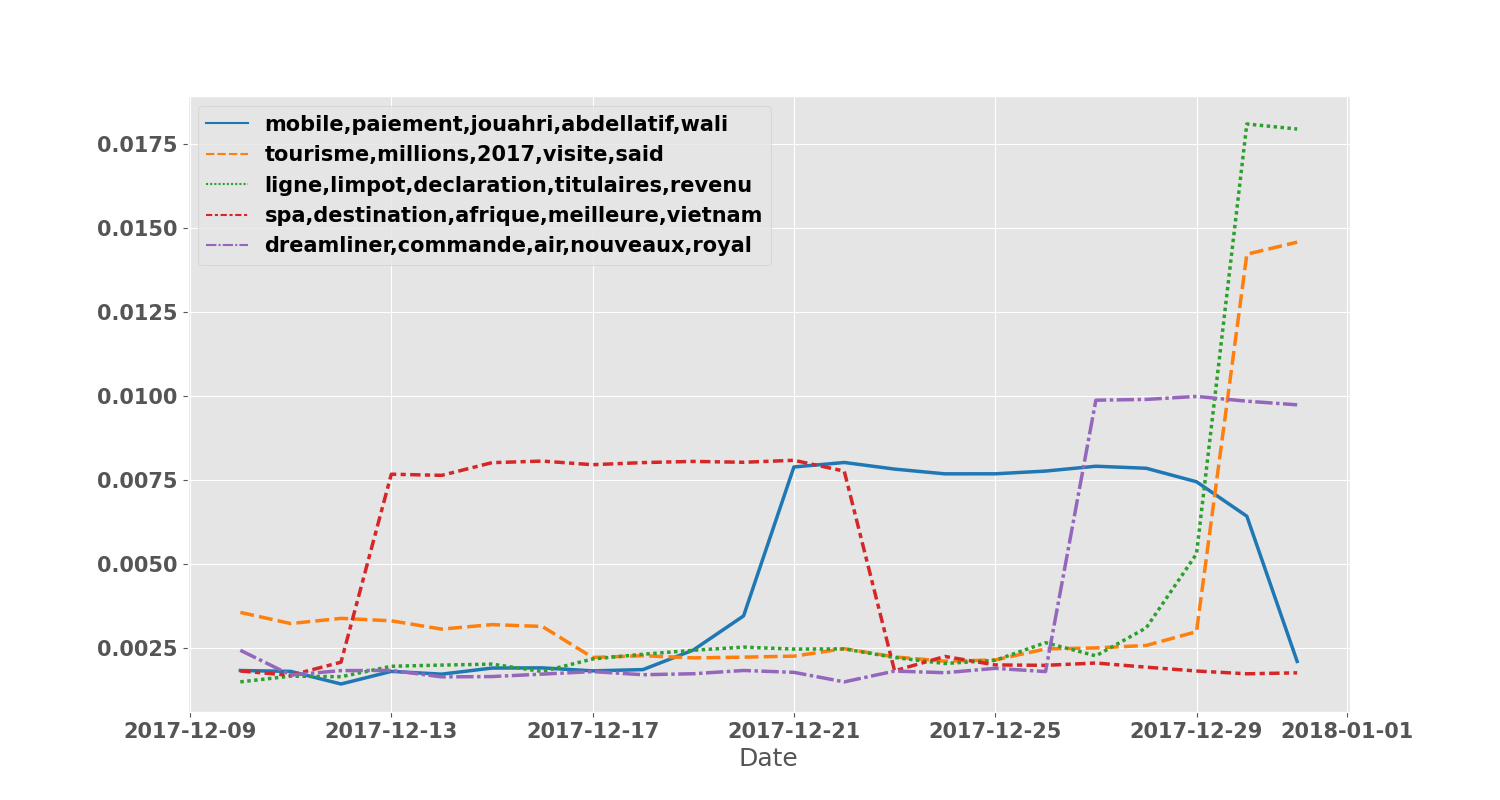 mobile,paiement,jouahri,abdellatif,wali
tourisme,millions,2017,visite,said
ligne,limpot,declaration,titulaires,revenu
spa,destination,afrique,meilleure,vietnam
dreamliner,commande,air,nouveaux,royal
0.0175
0.0150
0.0125
0.0100
0.0075
0.0050
0.0025
2017-12-09 2017-12-13 2017-12-17 2017-12-21 2017-12-25 2017-12-29 2018-01-01
Date